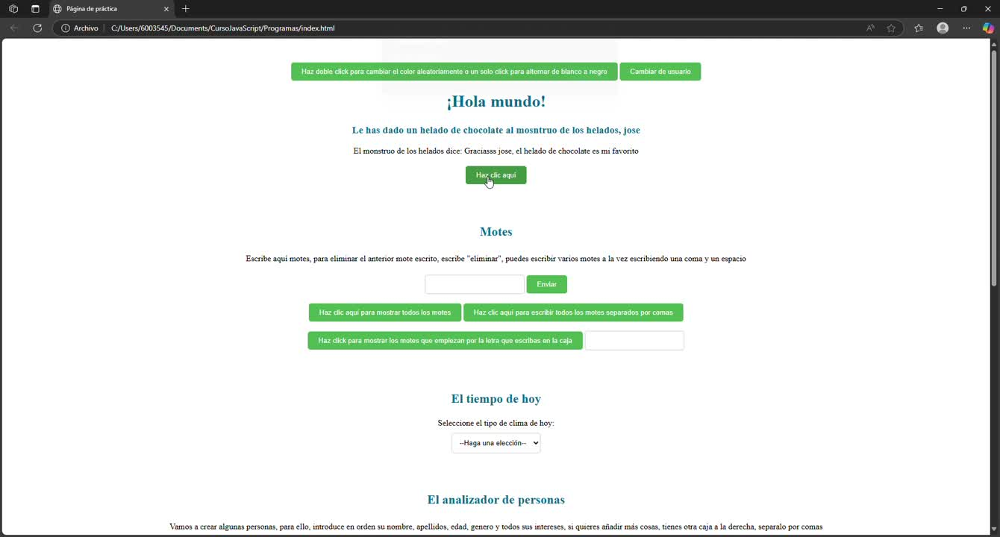 Página de práctica
Archivo
C:/Users/6003545/Documents/CursoJavaScript/Programas/index.html
Haz doble click para cambiar el color aleatoriamente o un solo click para alternar de blanco a negro
Cambiar de usuario
¡Hola mundo!
Le has dado un helado de chocolate al mosntruo de los helados, jose
El monstruo de los helados dice: Graciasss jose, el helado de chocolate es mi favorito
Haz clic aquí
Motes
Escribe aquí motes, para eliminar el anterior mote escrito, escribe "eliminar", puedes escribir varios motes a la vez escribiendo una coma y un espacio
Enviar
Haz clic aquí para mostrar todos los motes
Haz clic aquí para escribir todos los motes separados por comas
Haz click para mostrar los motes que empiezan por la letra que escribas en la caja
El tiempo de hoy
Seleccione el tipo de clima de hoy:
--Haga una elección--
El analizador de personas
Vamos a crear algunas personas, para ello, introduce en orden su nombre, apellidos, edad, genero y todos sus intereses, si quieres añadir más cosas, tienes otra caja a la derecha, separalo por comas